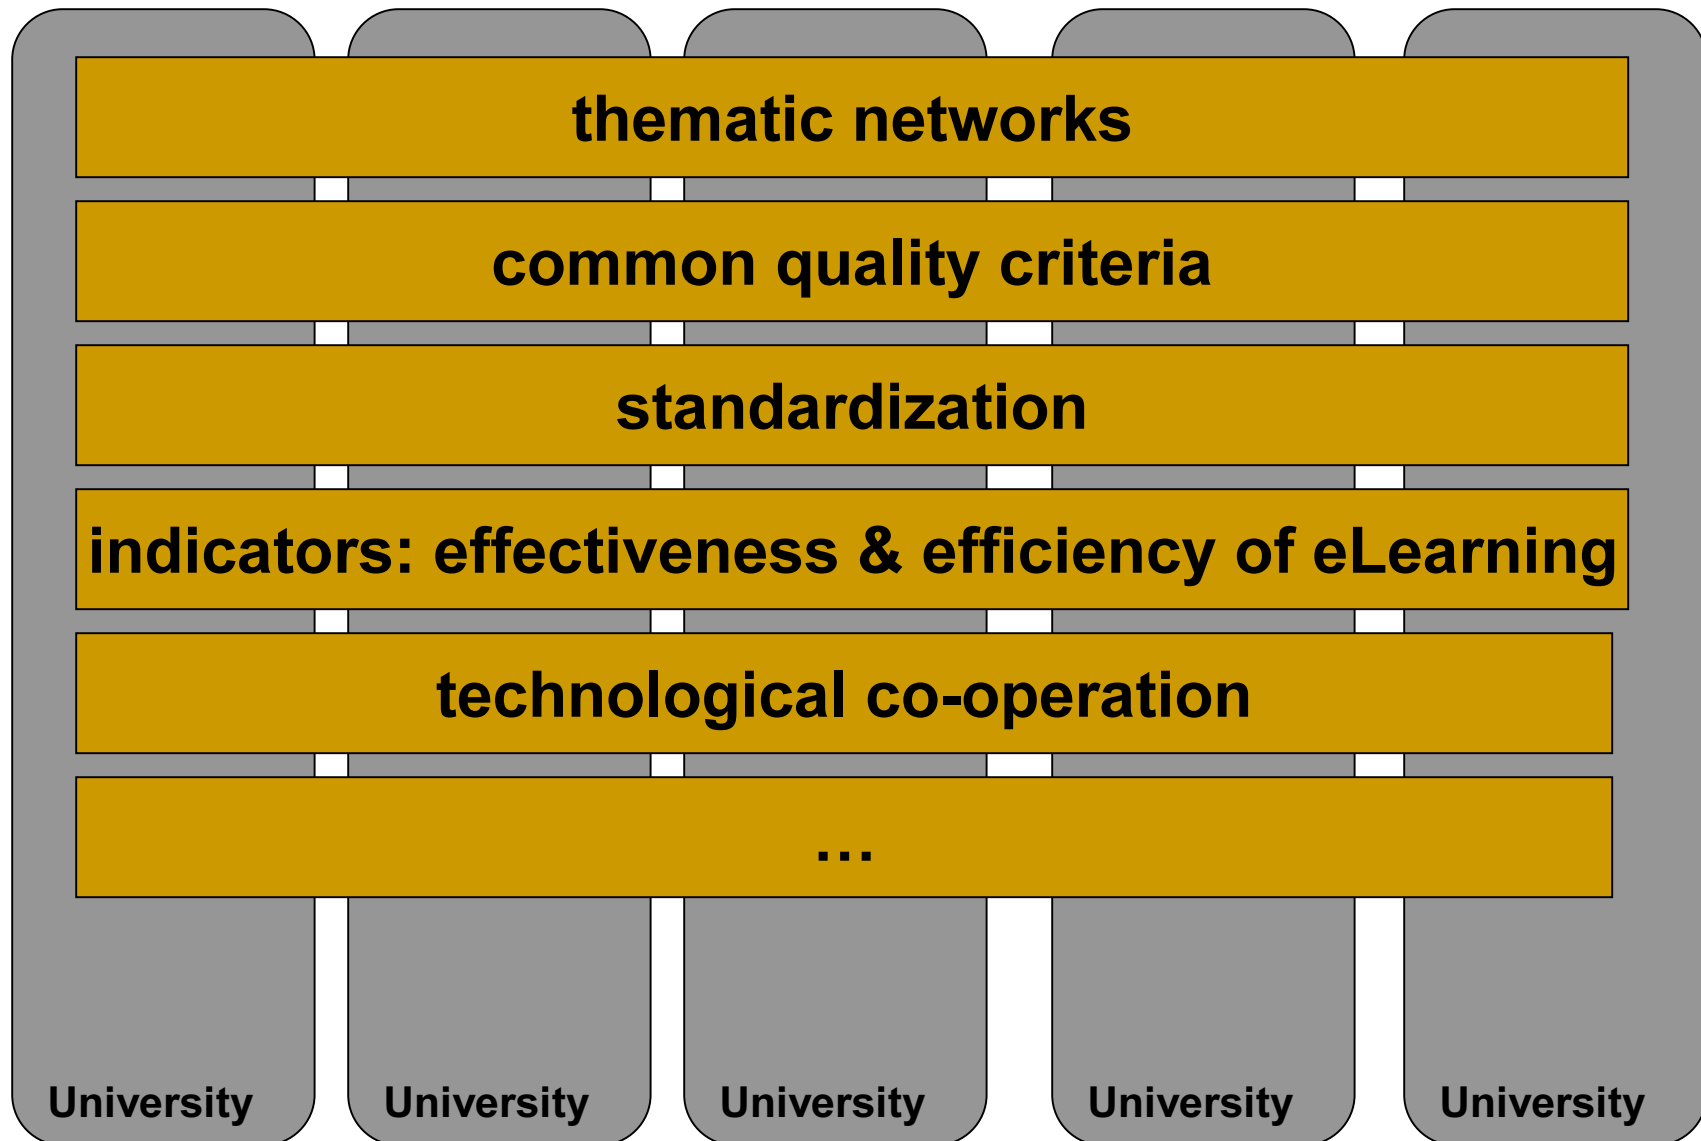 thematic networks
common quality criteria
standardization
indicators: effectiveness & efficiency of eLearning
technological co-operation
…
University University University University University